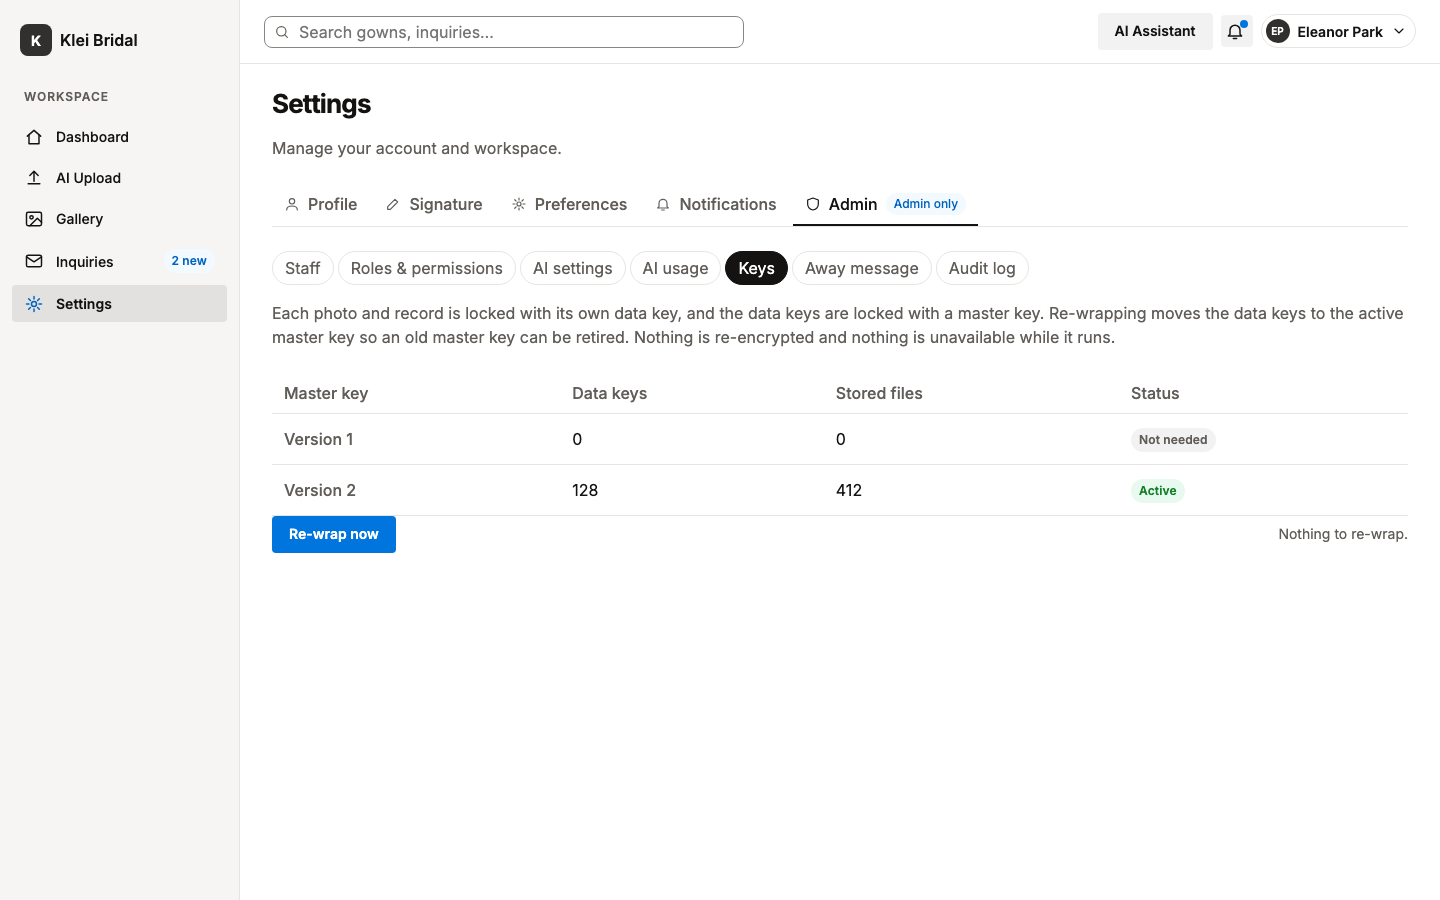 K Klei Bridal
Search gowns, inquiries...
AI Assistant
EP Eleanor Park
WORKSPACE
Dashboard
AI Upload
Gallery
Inquiries 2 new
Settings
Settings
Manage your account and workspace.
Profile Signature Preferences Notifications Admin Admin only
Staff Roles & permissions AI settings AI usage Keys Away message Audit log
Each photo and record is locked with its own data key, and the data keys are locked with a master key. Re-wrapping moves the data keys to the active
master key so an old master key can be retired. Nothing is re-encrypted and nothing is unavailable while it runs.
Master key Data keys Stored files Status
Version 1 0 0 Not needed
Version 2 128 412 Active
Re-wrap now Nothing to re-wrap.